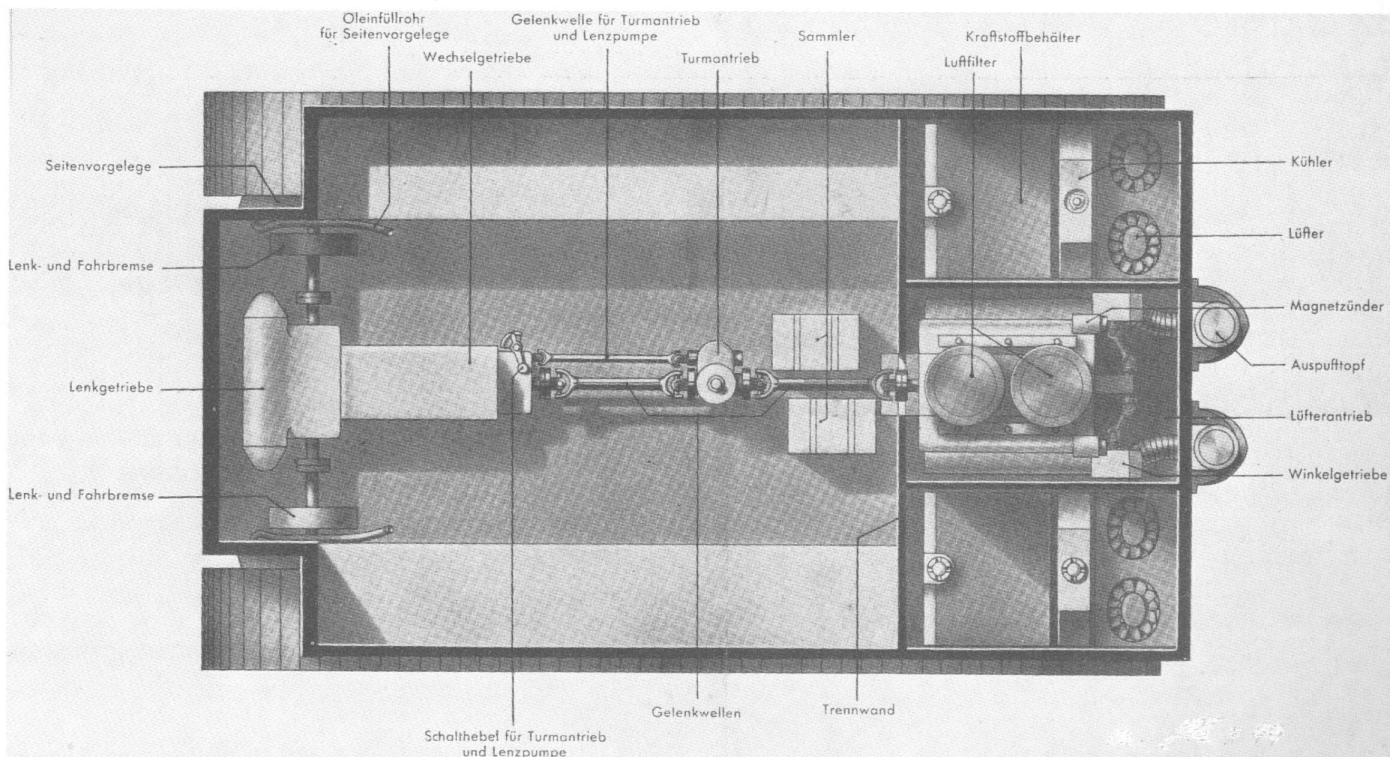 Oleinfüllrohr
für Seitenvorgelege
Gelenkwelle für Turmantrieb
und Lenzpumpe
Sammler
Kraftstoffbehälter
Wechselgetriebe
Turmantrieb
Luftfilter
Seitenvorgelege
Kühler
Lüfter
Lenk- und Fahrbremse
Magnetzünder
Auspufftopf
Lenkgetriebe
Lüfterantrieb
Winkelgetriebe
Lenk- und Fahrbremse
Gelenkwellen
Trennwand
Schalthebel für Turmantrieb
und Lenzpumpe